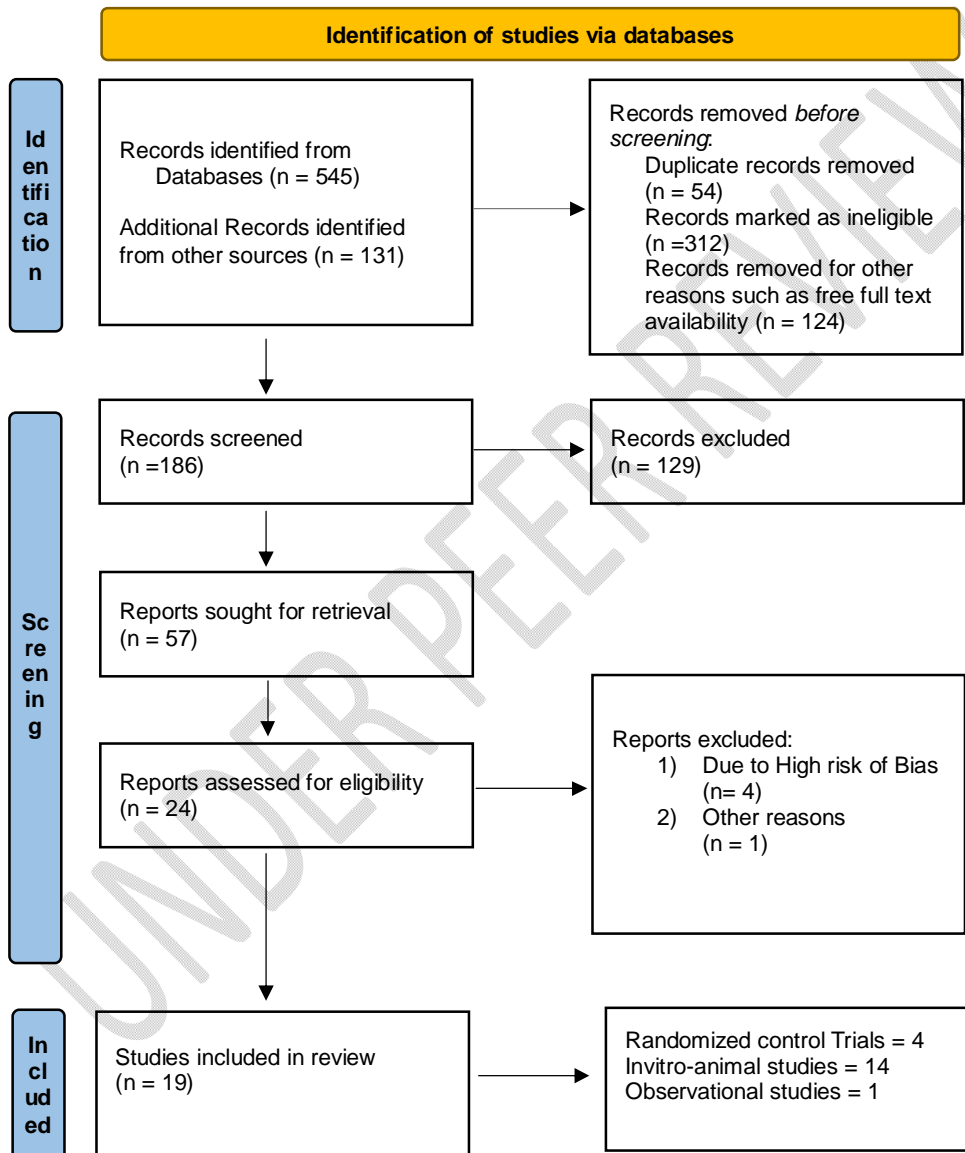 Identification of studies via databases
Id
en
tifi
ca
tio
n
Records identified from
Databases (n = 545)
Additional Records identified
from other sources (n = 131)
Records removed before
screening:
Duplicate records removed
(n = 54)
Records marked as ineligible
(n =312)
Records removed for other
reasons such as free full text
availability (n = 124)
Sc
re
en
in
g
Records screened
(n =186)
Records excluded
(n = 129)
Reports sought for retrieval
(n = 57)
Reports assessed for eligibility
(n = 24)
Reports excluded:
1) Due to High risk of Bias
(n= 4)
2) Other reasons
(n = 1)
In
cl
ud
ed
Studies included in review
(n = 19)
Randomized control Trials = 4
Invitro-animal studies = 14
Observational studies = 1
UNDER PEER REVIEW